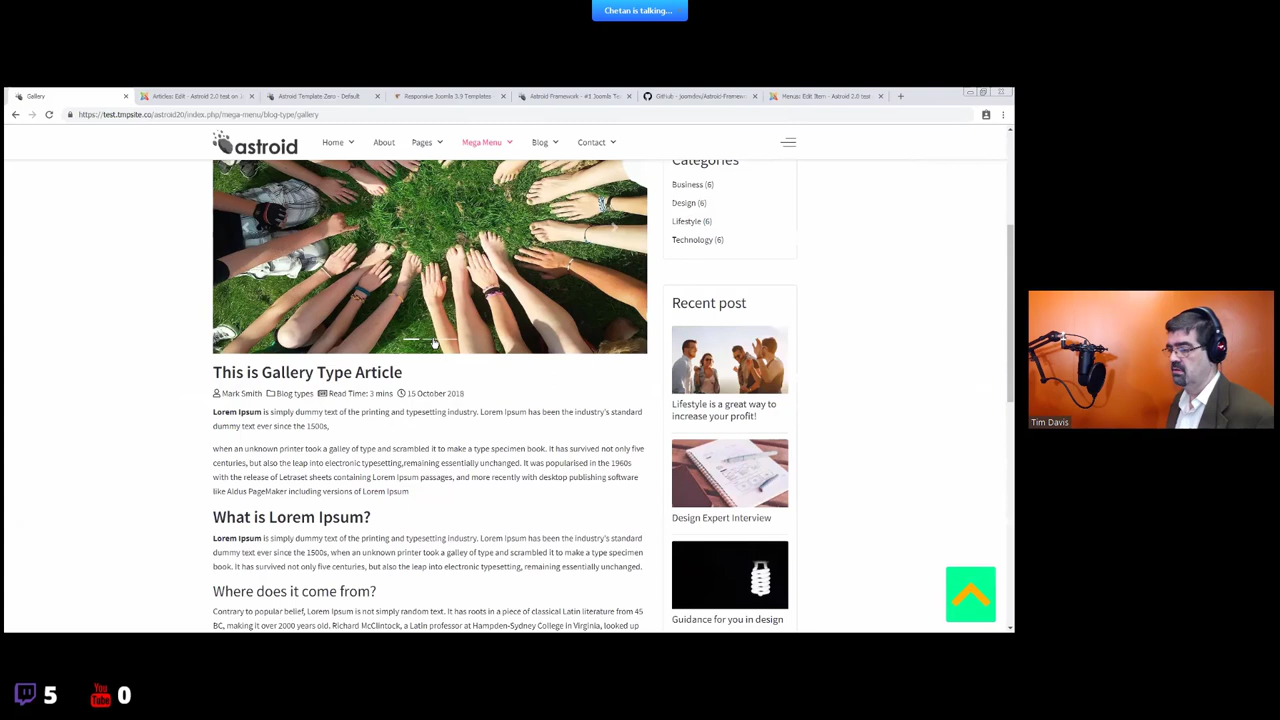 Chetan is talking...
Gallery
Articles: Edit - Astroid 2.0 test on
Astroid Template Zero - Default
Responsive Joomla 3.9 Templates
Astroid Framework - #1 Joomla Te
GitHub - joomdev/Astroid-Framewor
Menus: Edit Item - Astroid 2.0 test
https://test.tmpsite.co/astroid20/index.php/mega-menu/blog-type/gallery
astroid
Home
About
Pages
Mega Menu
Blog
Contact
Categories
Business (6)
Design (6)
Lifestyle (6)
Technology (6)
Recent post
Lifestyle is a great way to
increase your profit!
Design Expert Interview
Guidance for you in design
This is Gallery Type Article
Mark Smith Blog types Read Time: 3 mins 15 October 2018
Lorem Ipsum is simply dummy text of the printing and typesetting industry. Lorem Ipsum has been the industry's standard
dummy text ever since the 1500s,
when an unknown printer took a galley of type and scrambled it to make a type specimen book. It has survived not only five
centuries, but also the leap into electronic typesetting,remaining essentially unchanged. It was popularised in the 1960s
with the release of Letraset sheets containing Lorem Ipsum passages, and more recently with desktop publishing software
like Aldus PageMaker including versions of Lorem Ipsum
What is Lorem Ipsum?
Lorem Ipsum is simply dummy text of the printing and typesetting industry. Lorem Ipsum has been the industry's standard
dummy text ever since the 1500s, when an unknown printer took a galley of type and scrambled it to make a type specimen
book. It has survived not only five centuries, but also the leap into electronic typesetting, remaining essentially unchanged.
Where does it come from?
Contrary to popular belief, Lorem Ipsum is not simply random text. It has roots in a piece of classical Latin literature from 45
BC, making it over 2000 years old. Richard McClintock, a Latin professor at Hampden-Sydney College in Virginia, looked up
Tim Davis
5
You
Tube
0